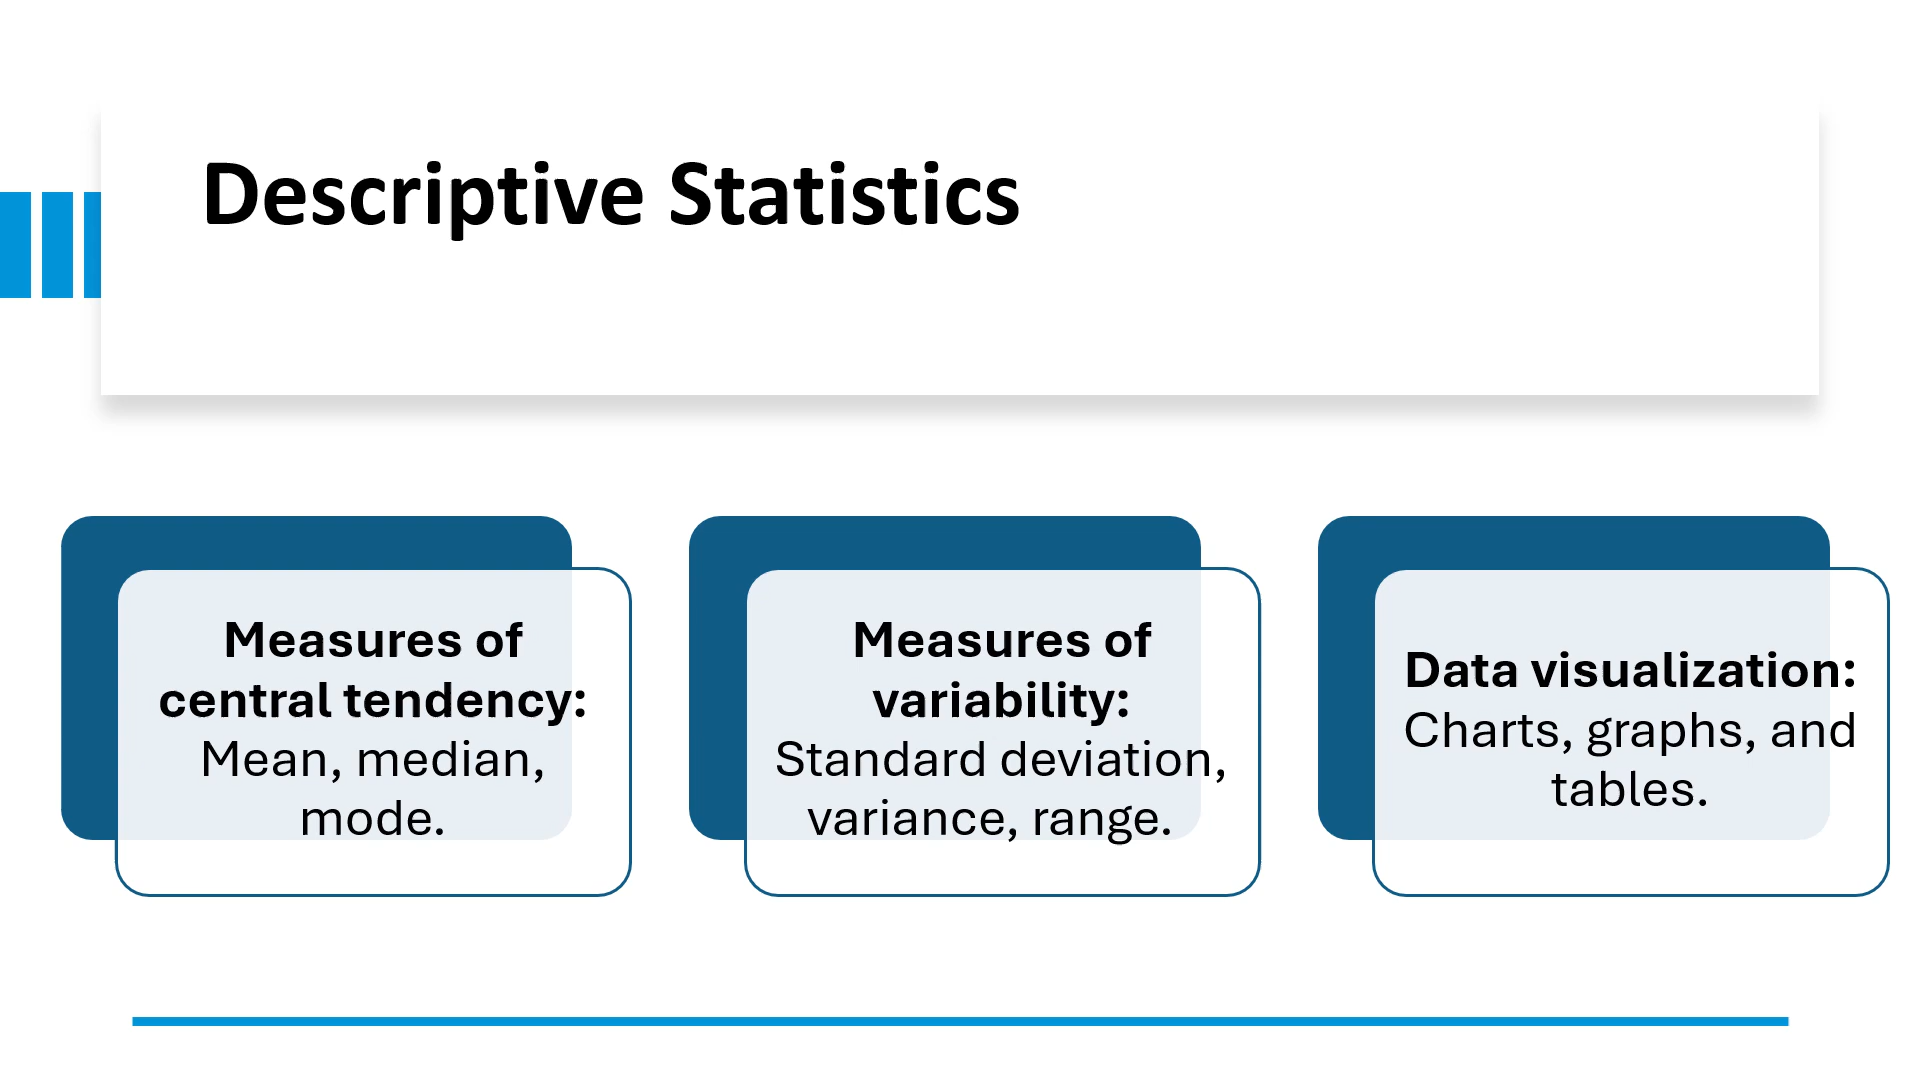 Descriptive Statistics
Measures of
central tendency:
Mean, median,
mode.
Measures of
variability:
Standard deviation,
variance, range.
Data visualization:
Charts, graphs, and
tables.